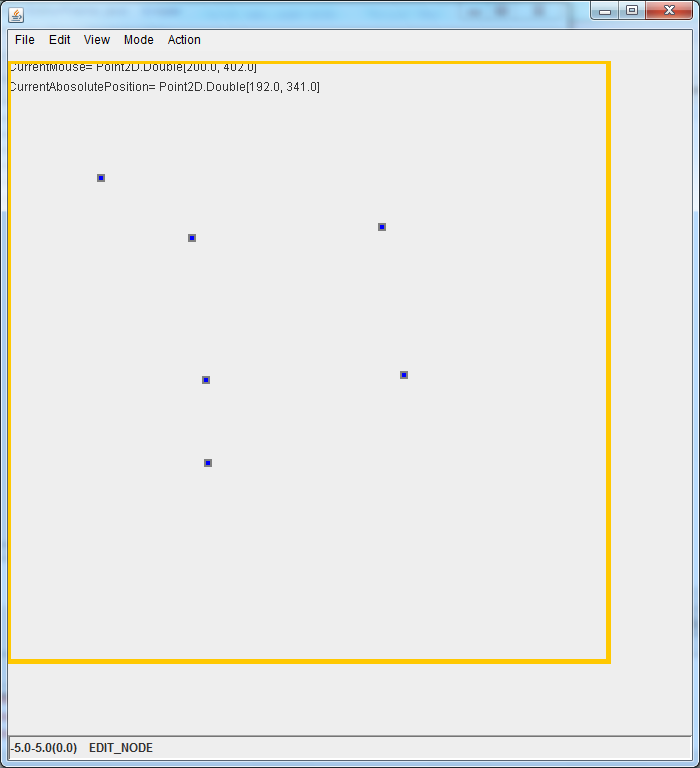 File Edit View Mode Action
CurrentMouse= Point2D.Double[200.0, 402.0]
CurrentAbosolutePosition= Point2D.Double[192.0, 341.0]
-5.0-5.0(0.0) EDIT_NODE